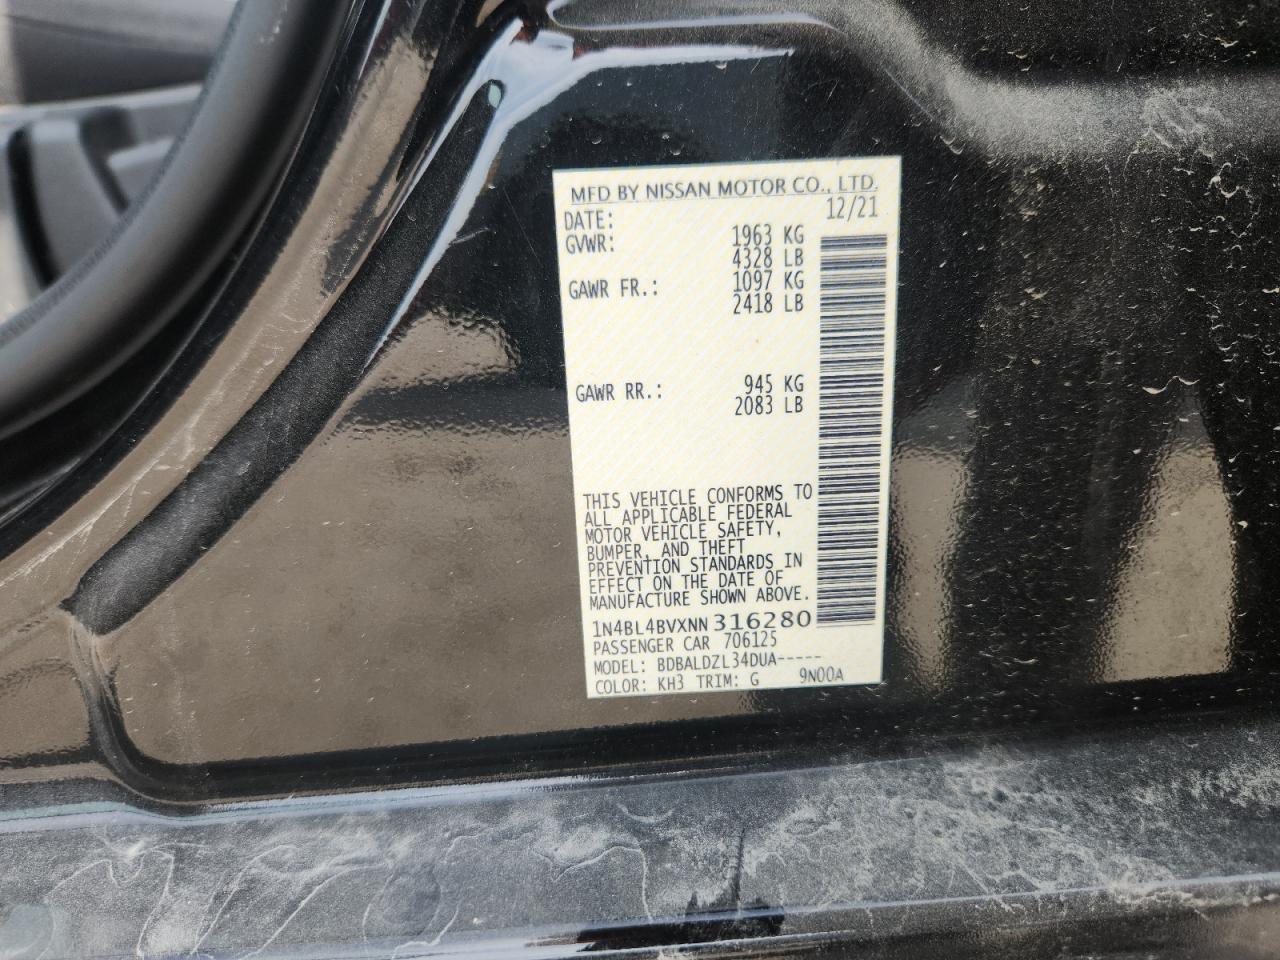 MFD BY NISSAN MOTOR CO., LTD.
DATE: 12/21
GVWR: 1963 KG
4328 LB
GAWR FR.: 1097 KG
2418 LB
GAWR RR.: 945 KG
2083 LB
THIS VEHICLE CONFORMS TO
ALL APPLICABLE FEDERAL
MOTOR VEHICLE SAFETY,
BUMPER, AND THEFT
PREVENTION STANDARDS IN
EFFECT ON THE DATE OF
MANUFACTURE SHOWN ABOVE.
1N4BL4BVXNN316280
PASSENGER CAR 706125
MODEL: BDBALDZL34DUA-----
COLOR: KH3 TRIM: G 9N00A